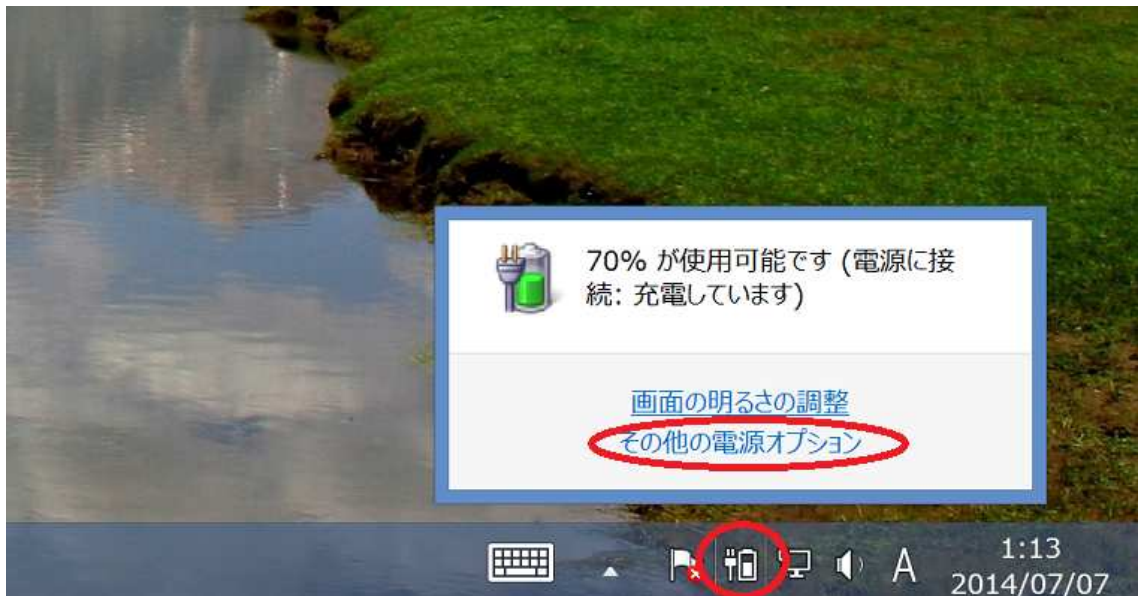 70% が使用可能です (電源に接
続: 充電しています)
画面の明るさの調整
その他の電源オプション
A
1:13
2014/07/07